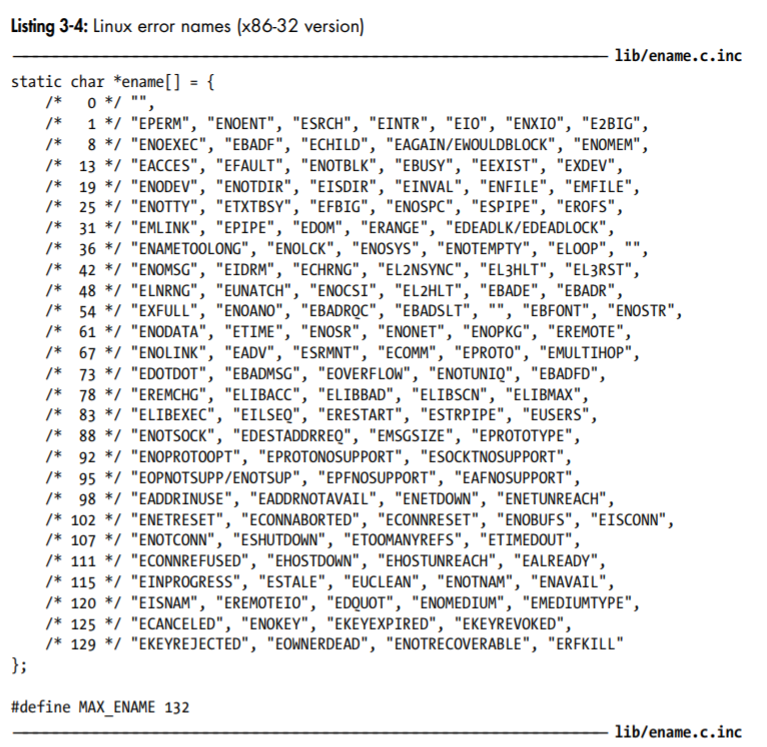 Listing 3-4: Linux error names (x86-32 version)
lib/ename.c.inc
static char *ename[] = {
    /*   0 */ "",
    /*   1 */ "EPERM", "ENOENT", "ESRCH", "EINTR", "EIO", "ENXIO", "E2BIG",
    /*   8 */ "ENOEXEC", "EBADF", "ECHILD", "EAGAIN/EWOULDBLOCK", "ENOMEM",
    /*  13 */ "EACCES", "EFAULT", "ENOTBLK", "EBUSY", "EEXIST", "EXDEV",
    /*  19 */ "ENODEV", "ENOTDIR", "EISDIR", "EINVAL", "ENFILE", "EMFILE",
    /*  25 */ "ENOTTY", "ETXTBSY", "EFBIG", "ENOSPC", "ESPIPE", "EROFS",
    /*  31 */ "EMLINK", "EPIPE", "EDOM", "ERANGE", "EDEADLK/EDEADLOCK",
    /*  36 */ "ENAMETOOLONG", "ENOLCK", "ENOSYS", "ENOTEMPTY", "ELOOP", "",
    /*  42 */ "ENOMSG", "EIDRM", "ECHRNG", "EL2NSYNC", "EL3HLT", "EL3RST",
    /*  48 */ "ELNRNG", "EUNATCH", "ENOCSI", "EL2HLT", "EBADE", "EBADR",
    /*  54 */ "EXFULL", "ENOANO", "EBADRQC", "EBADSLT", "", "EBFONT", "ENOSTR",
    /*  61 */ "ENODATA", "ETIME", "ENOSR", "ENONET", "ENOPKG", "EREMOTE",
    /*  67 */ "ENOLINK", "EADV", "ESRMNT", "ECOMM", "EPROTO", "EMULTIHOP",
    /*  73 */ "EDOTDOT", "EBADMSG", "EOVERFLOW", "ENOTUNIQ", "EBADFD",
    /*  78 */ "EREMCHG", "ELIBACC", "ELIBBAD", "ELIBSCN", "ELIBMAX",
    /*  83 */ "ELIBEXEC", "EILSEQ", "ERESTART", "ESTRPIPE", "EUSERS",
    /*  88 */ "ENOTSOCK", "EDESTADDRREQ", "EMSGSIZE", "EPROTOTYPE",
    /*  92 */ "ENOPROTOOPT", "EPROTONOSUPPORT", "ESOCKTNOSUPPORT",
    /*  95 */ "EOPNOTSUPP/ENOTSUP", "EPFNOSUPPORT", "EAFNOSUPPORT",
    /*  98 */ "EADDRINUSE", "EADDRNOTAVAIL", "ENETDOWN", "ENETUNREACH",
    /* 102 */ "ENETRESET", "ECONNABORTED", "ECONNRESET", "ENOBUFS", "EISCONN",
    /* 107 */ "ENOTCONN", "ESHUTDOWN", "ETOOMANYREFS", "ETIMEDOUT",
    /* 111 */ "ECONNREFUSED", "EHOSTDOWN", "EHOSTUNREACH", "EALREADY",
    /* 115 */ "EINPROGRESS", "ESTALE", "EUCLEAN", "ENOTNAM", "ENAVAIL",
    /* 120 */ "EISNAM", "EREMOTEIO", "EDQUOT", "ENOMEDIUM", "EMEDIUMTYPE",
    /* 125 */ "ECANCELED", "ENOKEY", "EKEYEXPIRED", "EKEYREVOKED",
    /* 129 */ "EKEYREJECTED", "EOWNERDEAD", "ENOTRECOVERABLE", "ERFKILL"
};
#define MAX_ENAME 132
lib/ename.c.inc